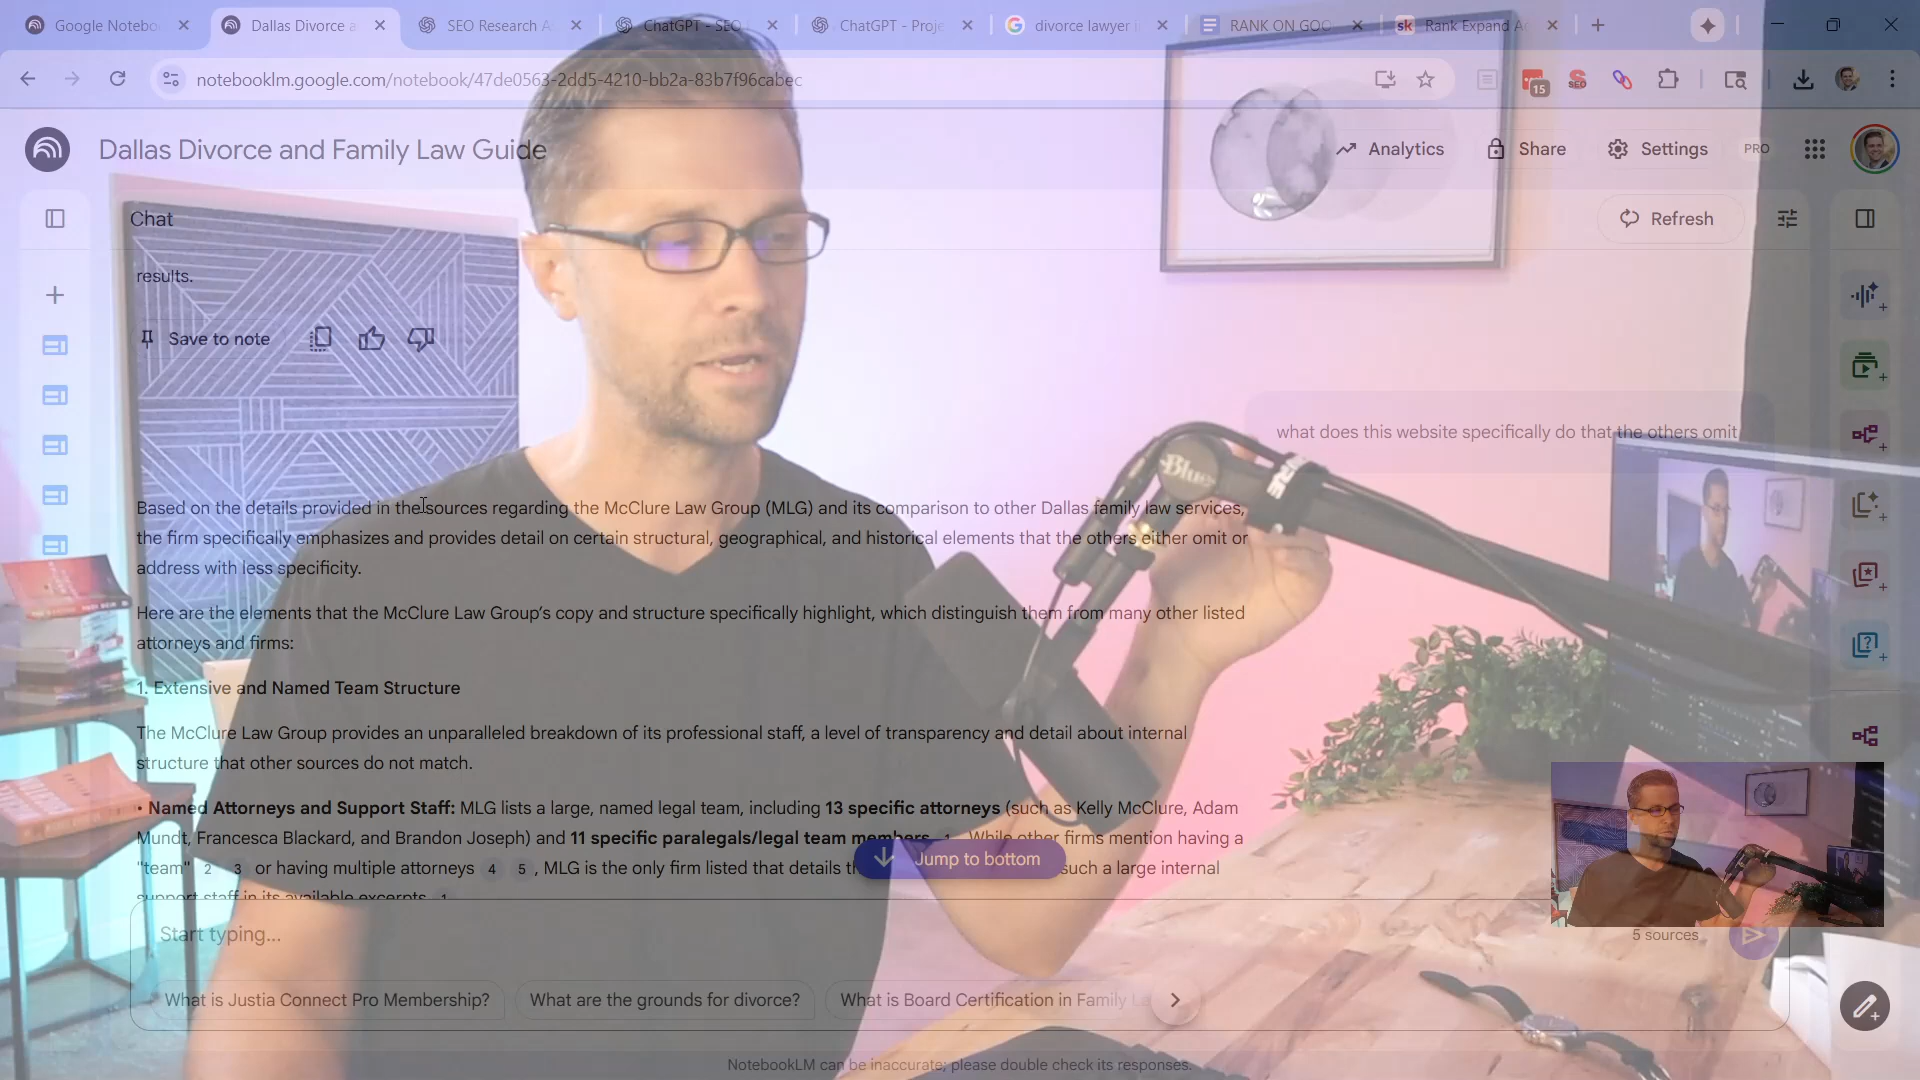 Google Notebo
Dallas Divorce a
SEO Research A
ChatGPT - SEO
ChatGPT - Proje
divorce lawyer i
RANK ON GOO
Rank Expand A
notebooklm.google.com/notebook/47de0563-2dd5-4210-bb2a-83b7f96cabec
15
SEO
Dallas Divorce and Family Law Guide
Analytics
Share
Settings
PRO
Chat
Refresh
results.
Save to note
what does this website specifically do that the others omit
Based on the details provided in the sources regarding the McClure Law Group (MLG) and its comparison to other Dallas family law services,
the firm specifically emphasizes and provides detail on certain structural, geographical, and historical elements that the others either omit or
address with less specificity.
Here are the elements that the McClure Law Group's copy and structure specifically highlight, which distinguish them from many other listed
attorneys and firms:
1. Extensive and Named Team Structure
The McClure Law Group provides an unparalleled breakdown of its professional staff, a level of transparency and detail about internal
structure that other sources do not match.
• Named Attorneys and Support Staff: MLG lists a large, named legal team, including 13 specific attorneys (such as Kelly McClure, Adam
Mundt, Francesca Blackard, and Brandon Joseph) and 11 specific paralegals/legal team members 1 . While other firms mention having a
"team" 2 3 or having multiple attorneys 4 5 , MLG is the only firm listed that details such a large internal
support staff in its available excerpts 1
Jump to bottom
Start typing...
5 sources
What is Justia Connect Pro Membership?
What are the grounds for divorce?
What is Board Certification in Family
NotebookLM can be inaccurate; please double check its responses.
Blue